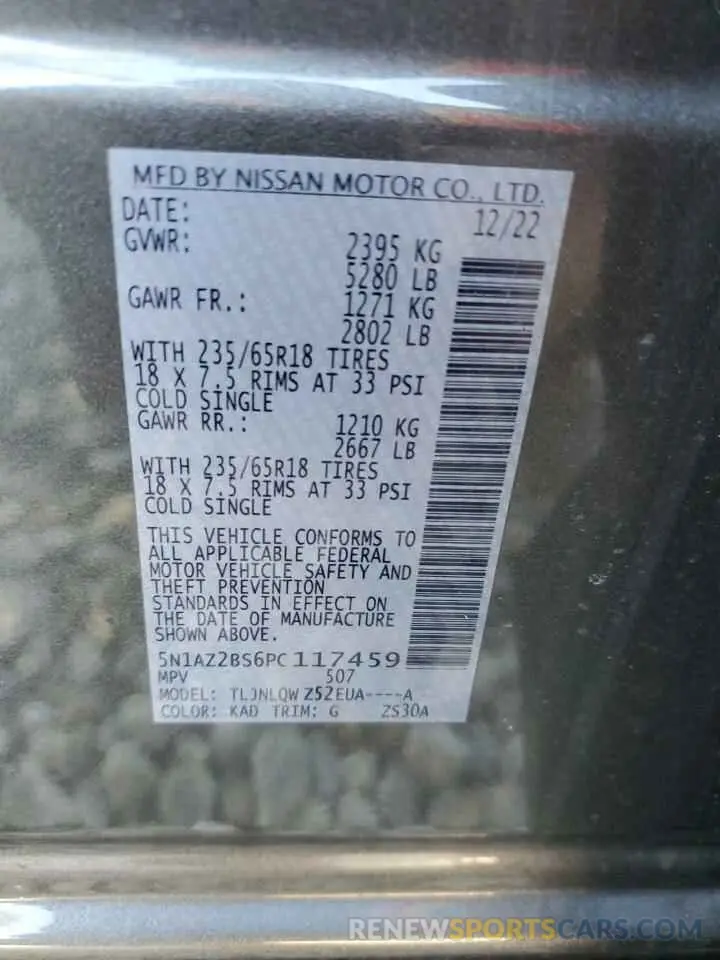 MFD BY NISSAN MOTOR CO., LTD.
DATE: 12/22
GVWR: 2395 KG
5280 LB
GAWR FR.: 1271 KG
2802 LB
WITH 235/65R18 TIRES
18 X 7.5 RIMS AT 33 PSI
COLD SINGLE
GAWR RR.: 1210 KG
2667 LB
WITH 235/65R18 TIRES
18 X 7.5 RIMS AT 33 PSI
COLD SINGLE
THIS VEHICLE CONFORMS TO
ALL APPLICABLE FEDERAL
MOTOR VEHICLE SAFETY AND
THEFT PREVENTION
STANDARDS IN EFFECT ON
THE DATE OF MANUFACTURE
SHOWN ABOVE.
5N1AZ2BS6PC117459
MPV 507
MODEL: TLJNLQW Z52EUA----A
COLOR: KAD TRIM: G ZS30A
RENEWSPORTSCARS.COM